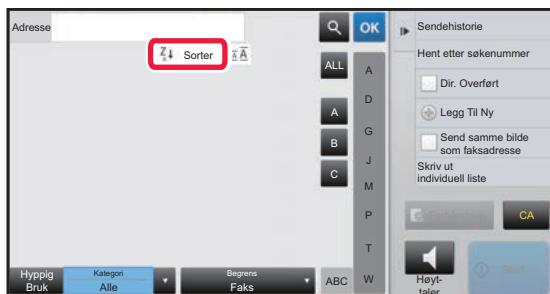 Adresse
OK
Sorter
ALL
A
B
C
A
D
G
J
M
P
T
W
ABC
Hyppig
Bruk
Kategori
Alle
Begrens
Faks
Sendehistorie
Hent etter søkenummer
Dir. Overført
Legg Til Ny
Send samme bilde
som faksadresse
Skriv ut
individuell liste
CA
Høyt-
taler
Start